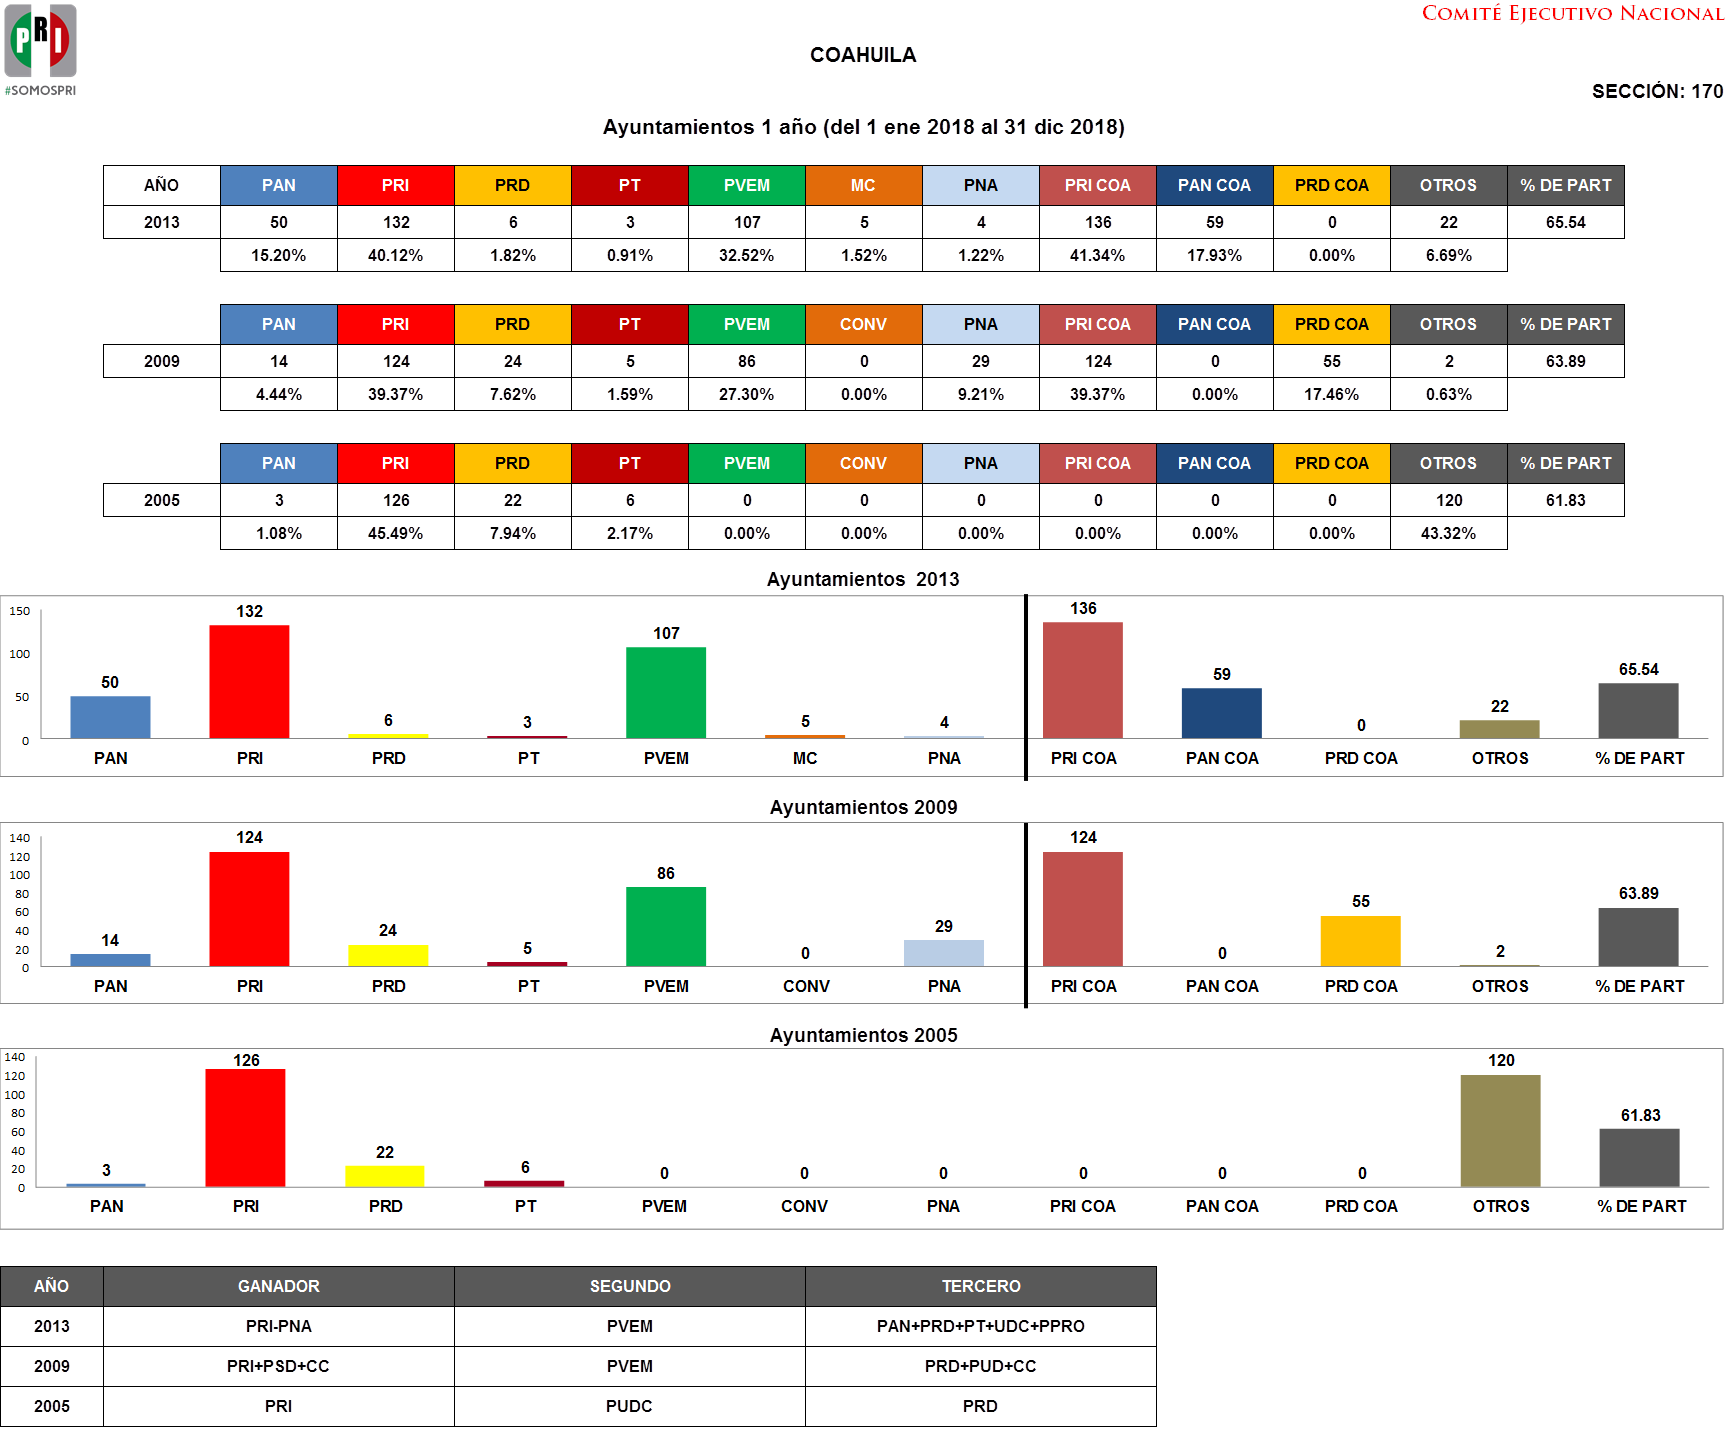 COMITÉ EJECUTIVO NACIONAL
PRI
#SOMOSPRI
COAHUILA
SECCIÓN: 170
Ayuntamientos 1 año (del 1 ene 2018 al 31 dic 2018)
AÑO PAN PRI PRD PT PVEM MC PNA PRI COA PAN COA PRD COA OTROS % DE PART
2013 50 132 6 3 107 5 4 136 59 0 22 65.54
15.20% 40.12% 1.82% 0.91% 32.52% 1.52% 1.22% 41.34% 17.93% 0.00% 6.69%
PAN PRI PRD PT PVEM CONV PNA PRI COA PAN COA PRD COA OTROS % DE PART
2009 14 124 24 5 86 0 29 124 0 55 2 63.89
4.44% 39.37% 7.62% 1.59% 27.30% 0.00% 9.21% 39.37% 0.00% 17.46% 0.63%
PAN PRI PRD PT PVEM CONV PNA PRI COA PAN COA PRD COA OTROS % DE PART
2005 3 126 22 6 0 0 0 0 0 0 120 61.83
1.08% 45.49% 7.94% 2.17% 0.00% 0.00% 0.00% 0.00% 0.00% 0.00% 43.32%
Ayuntamientos 2013
150
100
50
0
50 132 6 3 107 5 4 136 59 0 22 65.54
PAN PRI PRD PT PVEM MC PNA PRI COA PAN COA PRD COA OTROS % DE PART
Ayuntamientos 2009
140
120
100
80
60
40
20
0
14 124 24 5 86 0 29 124 0 55 2 63.89
PAN PRI PRD PT PVEM CONV PNA PRI COA PAN COA PRD COA OTROS % DE PART
Ayuntamientos 2005
140
120
100
80
60
40
20
0
3 126 22 6 0 0 0 0 0 0 120 61.83
PAN PRI PRD PT PVEM CONV PNA PRI COA PAN COA PRD COA OTROS % DE PART
AÑO GANADOR SEGUNDO TERCERO
2013 PRI-PNA PVEM PAN+PRD+PT+UDC+PPRO
2009 PRI+PSD+CC PVEM PRD+PUD+CC
2005 PRI PUDC PRD